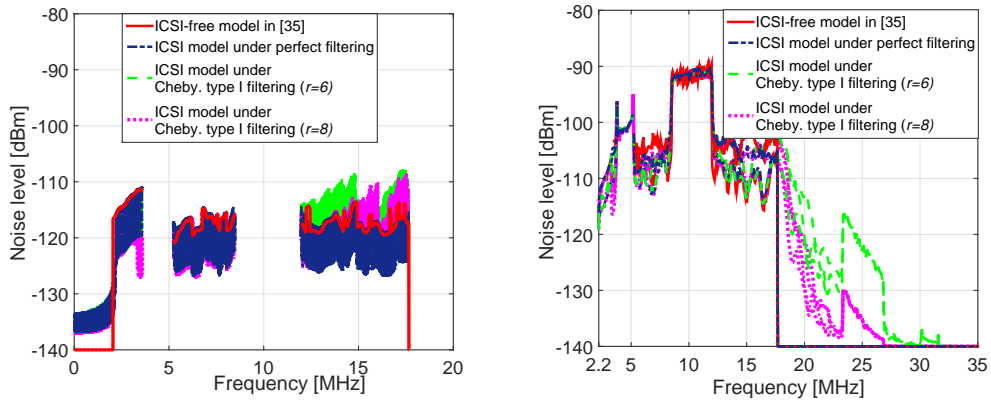 -80
-90
-100
-110
-120
-130
-140
Noise level [dBm]
0
5
10
15
20
Frequency [MHz]
ICSI-free model in [35]
ICSI model under perfect filtering
ICSI model under
Cheby. type I filtering (r=6)
ICSI model under
Cheby. type I filtering (r=8)
-80
-90
-100
-110
-120
-130
-140
Noise level [dBm]
2.2
5
10
15
20
25
30
35
Frequency [MHz]
ICSI-free model in [35]
ICSI model under perfect filtering
ICSI model under
Cheby. type I filtering (r=6)
ICSI model under
Cheby. type I filtering (r=8)